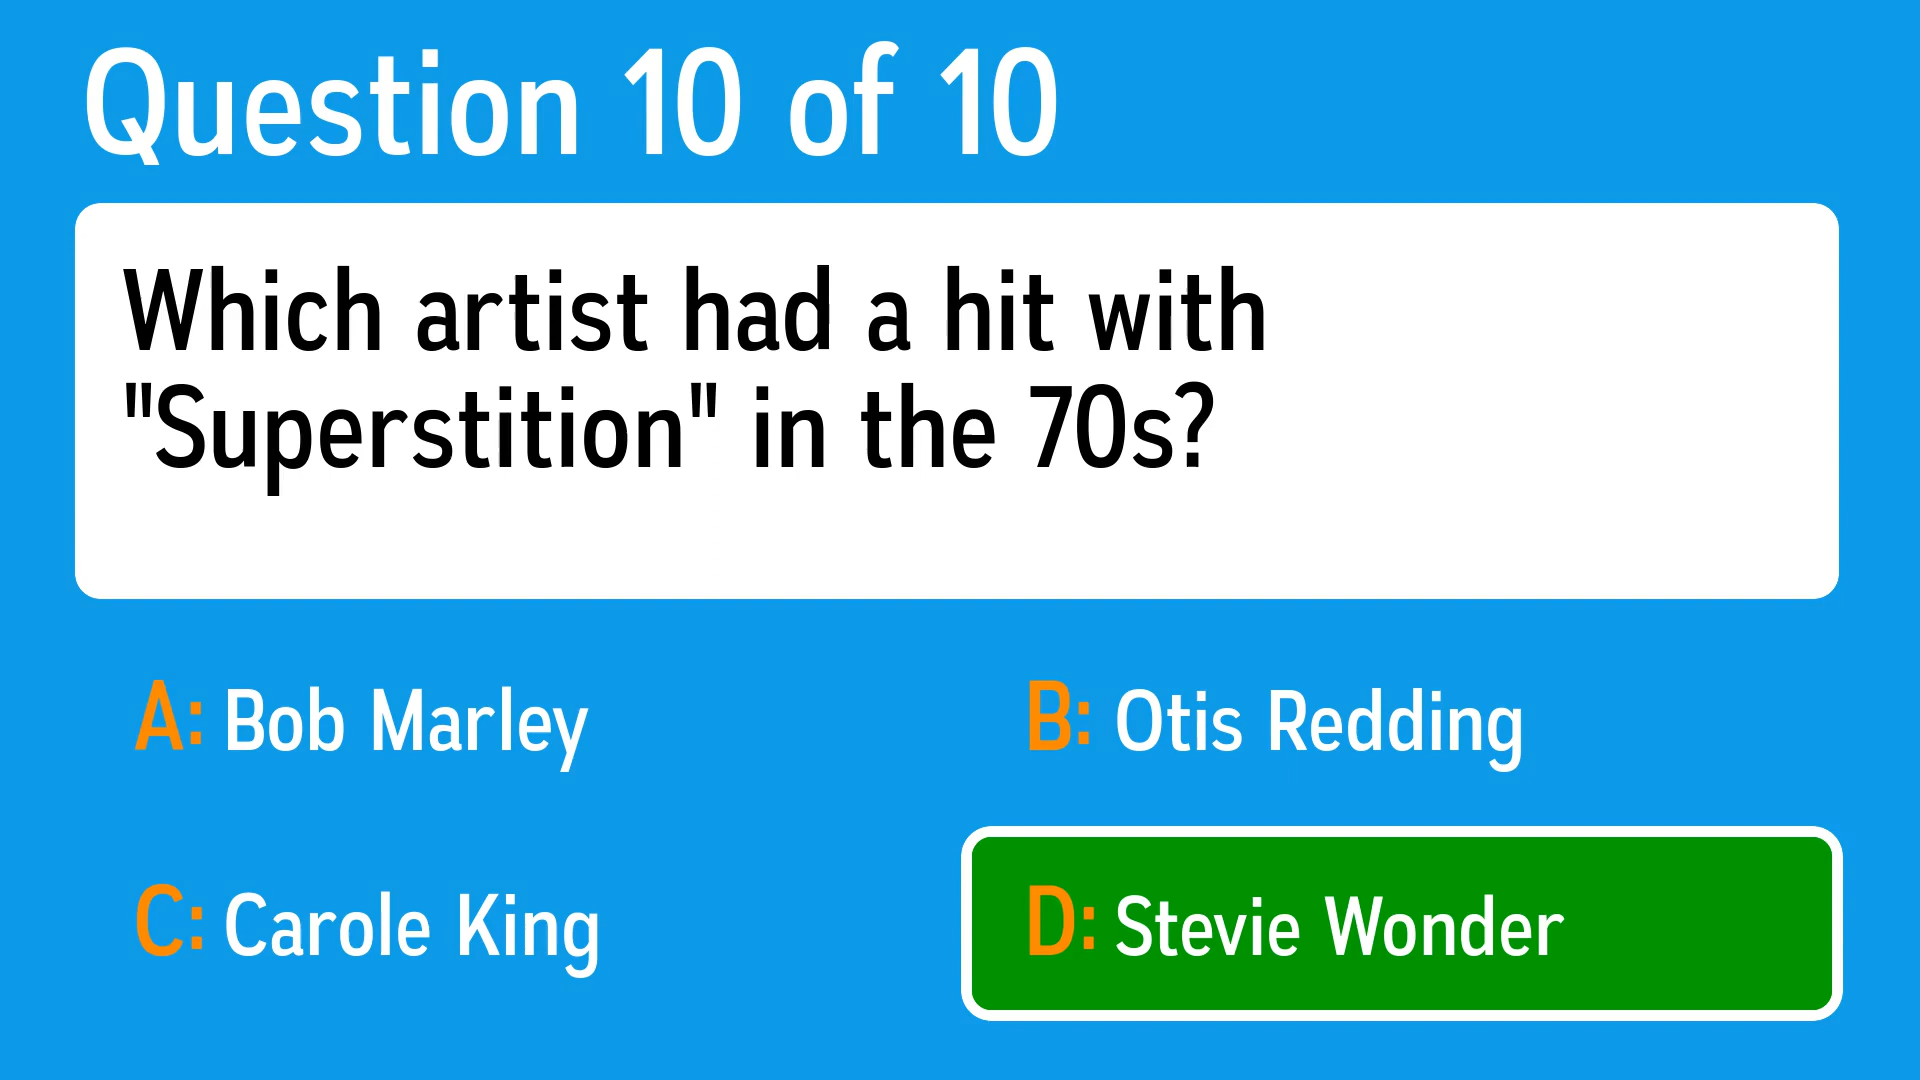 Question 10 of 10
Which artist had a hit with
"Superstition" in the 70s?
A: Bob Marley
B: Otis Redding
C: Carole King
D: Stevie Wonder